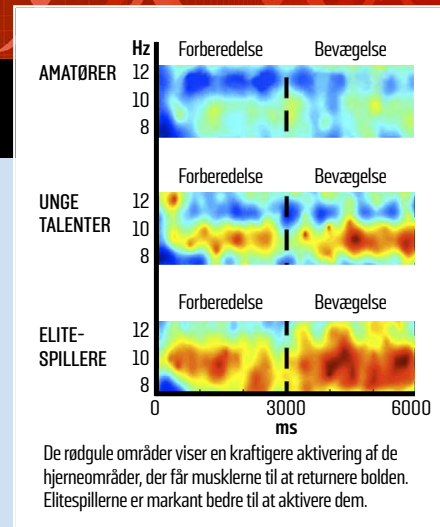 Hz Forberedelse Bevægelse
AMATØRER 12
10
8
Forberedelse Bevægelse
UNGE 12
TALENTER 10
8
Forberedelse Bevægelse
ELITE- 12
SPILLERE 10
8
0 3000 6000
ms
De rødgule områder viser en kraftigere aktivering af de
hjerneområder, der får musklerne til at returnere bolden.
Elitespillerne er markant bedre til at aktivere dem.